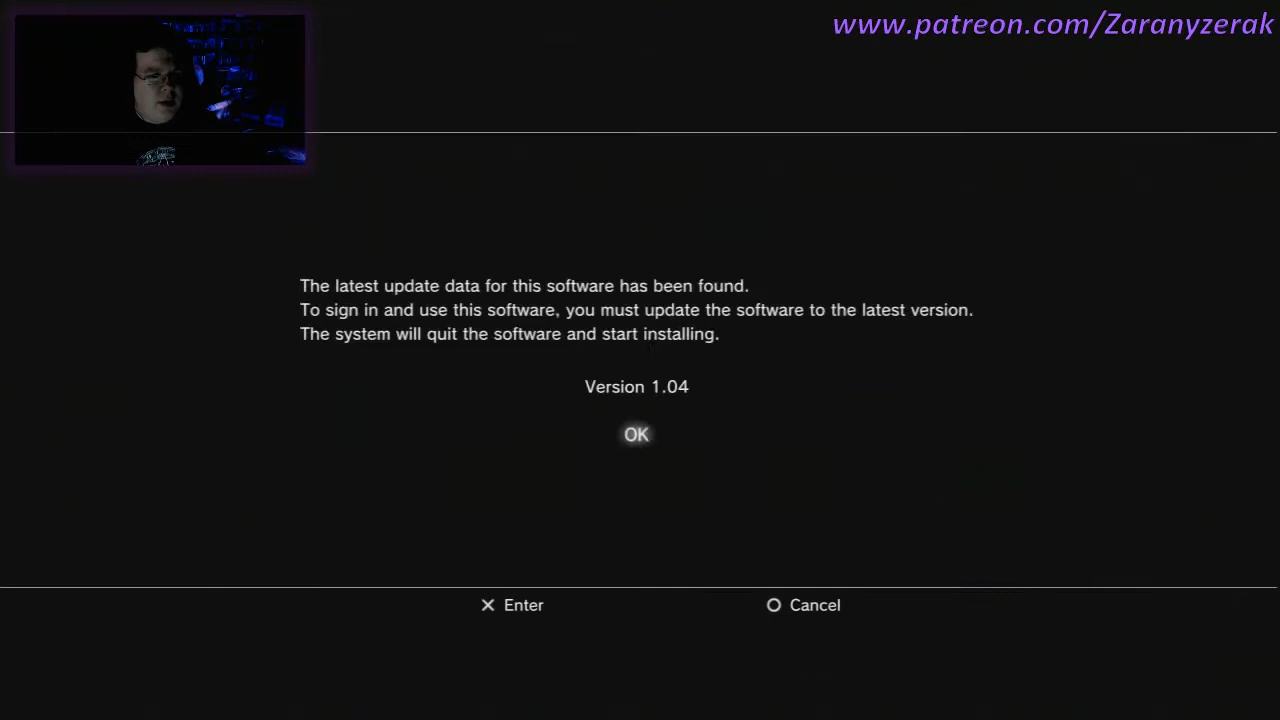 www.patreon.com/Zaranyzerak
The latest update data for this software has been found.
To sign in and use this software, you must update the software to the latest version.
The system will quit the software and start installing.
Version 1.04
OK
Enter
Cancel